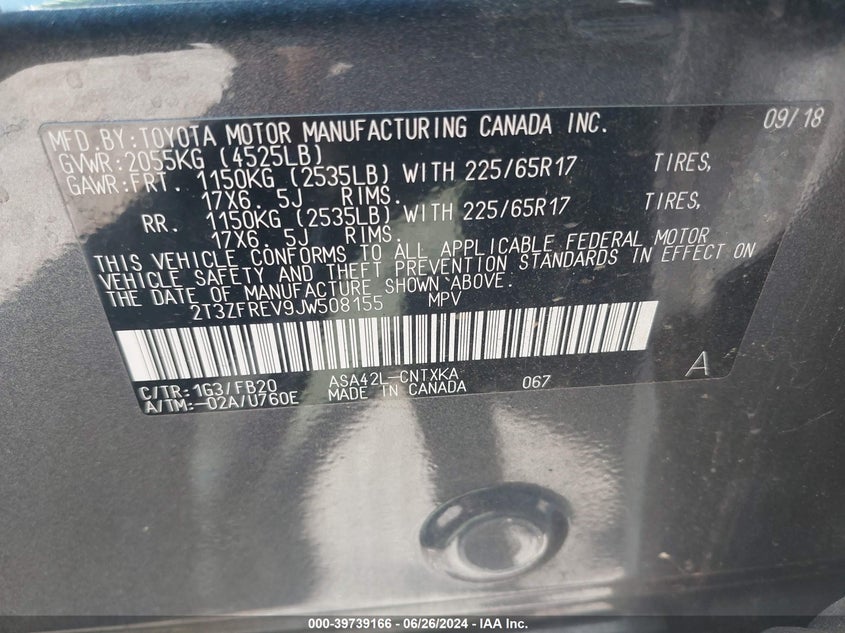 MFD.BY:TOYOTA MOTOR MANUFACTURING CANADA INC. 09/18
GVWR:2055KG (4525LB)
GAWR:FRT. 1150KG (2535LB) WITH 225/65R17 TIRES,
17X6. 5J RIMS.
RR. 1150KG (2535LB) WITH 225/65R17 TIRES,
17X6. 5J RIMS.
THIS VEHICLE CONFORMS TO ALL APPLICABLE FEDERAL MOTOR
VEHICLE SAFETY AND THEFT PREVENTION STANDARDS IN EFFECT ON
THE DATE OF MANUFACTURE SHOWN ABOVE.
2T3ZFREV9JW508155 MPV
C/TR:1G3/FB20 ASA42L-CNTXKA A
A/TM:-02A/U760E MADE IN CANADA 067
000-39739166 - 06/26/2024 - IAA Inc.